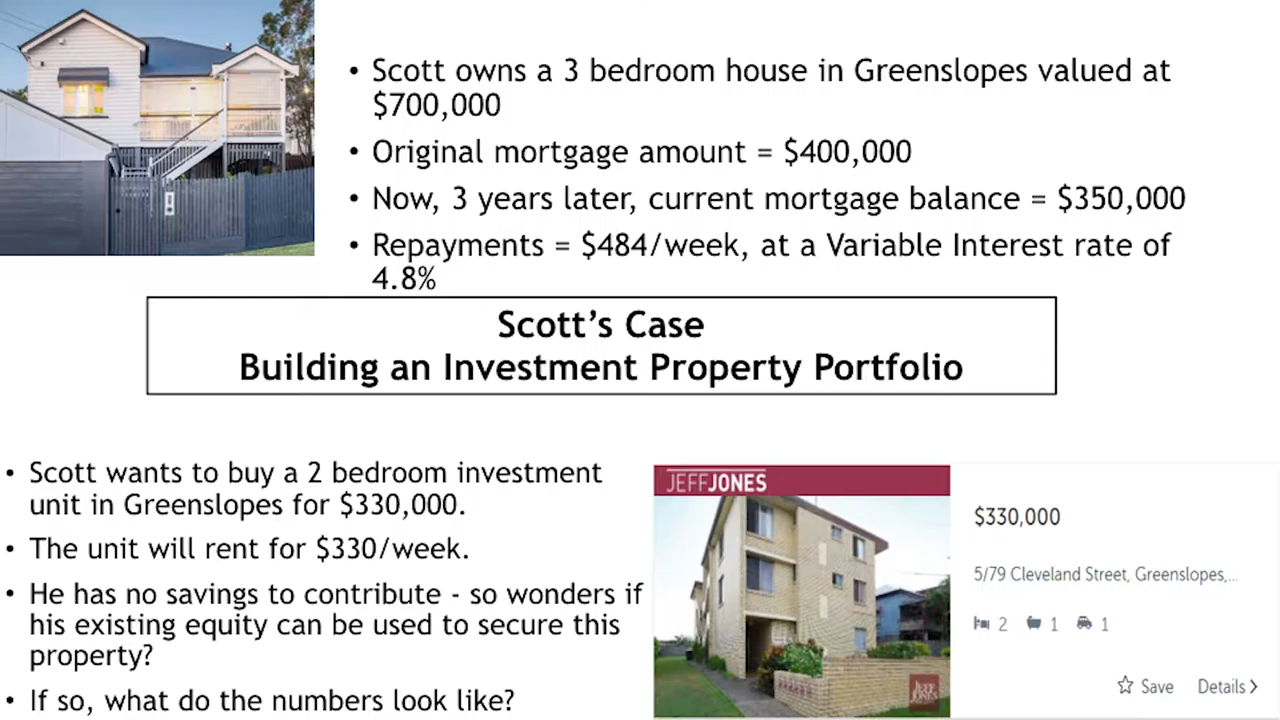 • Scott owns a 3 bedroom house in Greenslopes valued at
$700,000
• Original mortgage amount = $400,000
• Now, 3 years later, current mortgage balance = $350,000
• Repayments = $484/week, at a Variable Interest rate of
4.8%
Scott's Case
Building an Investment Property Portfolio
• Scott wants to buy a 2 bedroom investment
unit in Greenslopes for $330,000.
• The unit will rent for $330/week.
• He has no savings to contribute - so wonders if
his existing equity can be used to secure this
property?
• If so, what do the numbers look like?
JEFFJONES
JEFF
JONES
$330,000
5/79 Cleveland Street, Greenslopes,...
2 1 1
Save Details